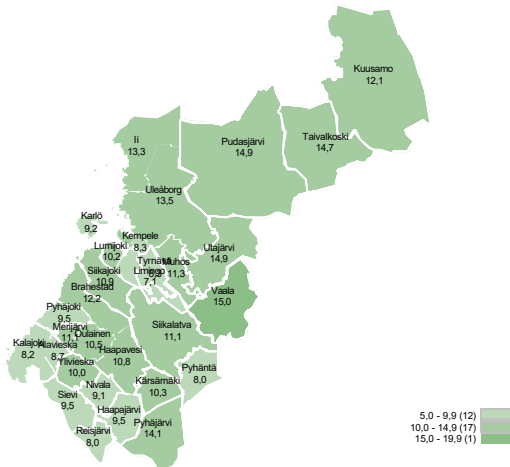 Kuusamo
12,1
Taivalkoski
14,7
Pudasjärvi
14,9
Ii
13,3
Uleåborg
13,5
Karlö
9,2
Kempele
8,3
Lumijoki
10,2
Muhos
11,3
Limingo
7,1
Utajärvi
14,9
Siikajoki
10,9
Brahestad
12,2
Vaala
15,0
Pyhäjoki
9,5
Merijärvi
Oulainen
10,5
Siikalatva
11,1
Kalajoki
8,2
Alavieska
8,7
Haapavesi
10,8
Ylivieska
10,0
Pyhäntä
8,0
Kärsämäki
10,3
Nivala
9,1
Sievi
9,5
Haapajärvi
9,5
Pyhäjärvi
14,1
Reisjärvi
8,0
5,0 - 9,9 (12)
10,0 - 14,9 (17)
15,0 - 19,9 (1)